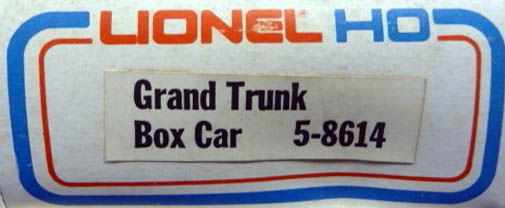 LIONEL® HO
Grand Trunk
Box Car 5-8614